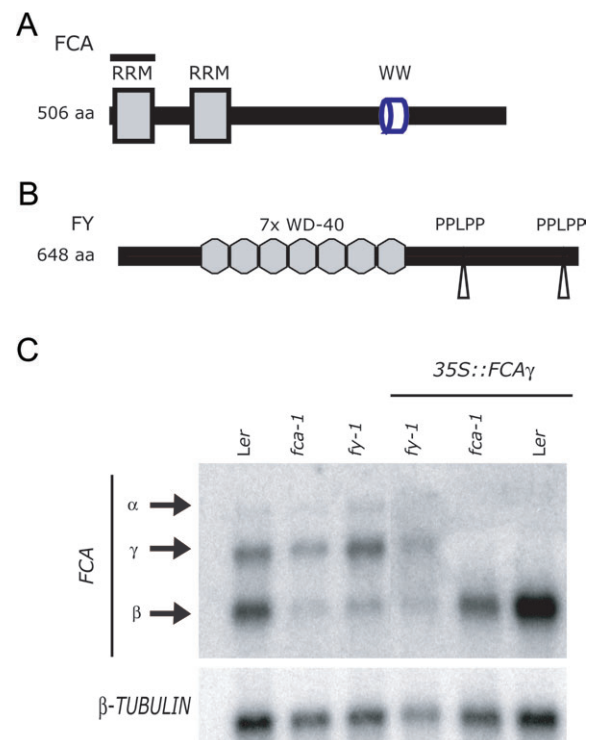 A
FCA
RRM RRM WW
506 aa
B
FY 7x WD-40 PPLPP PPLPP
648 aa
C
35S::FCAγ
Ler fca-1 fy-1 fy-1 fca-1 Ler
FCA
α
γ
β
β-TUBULIN